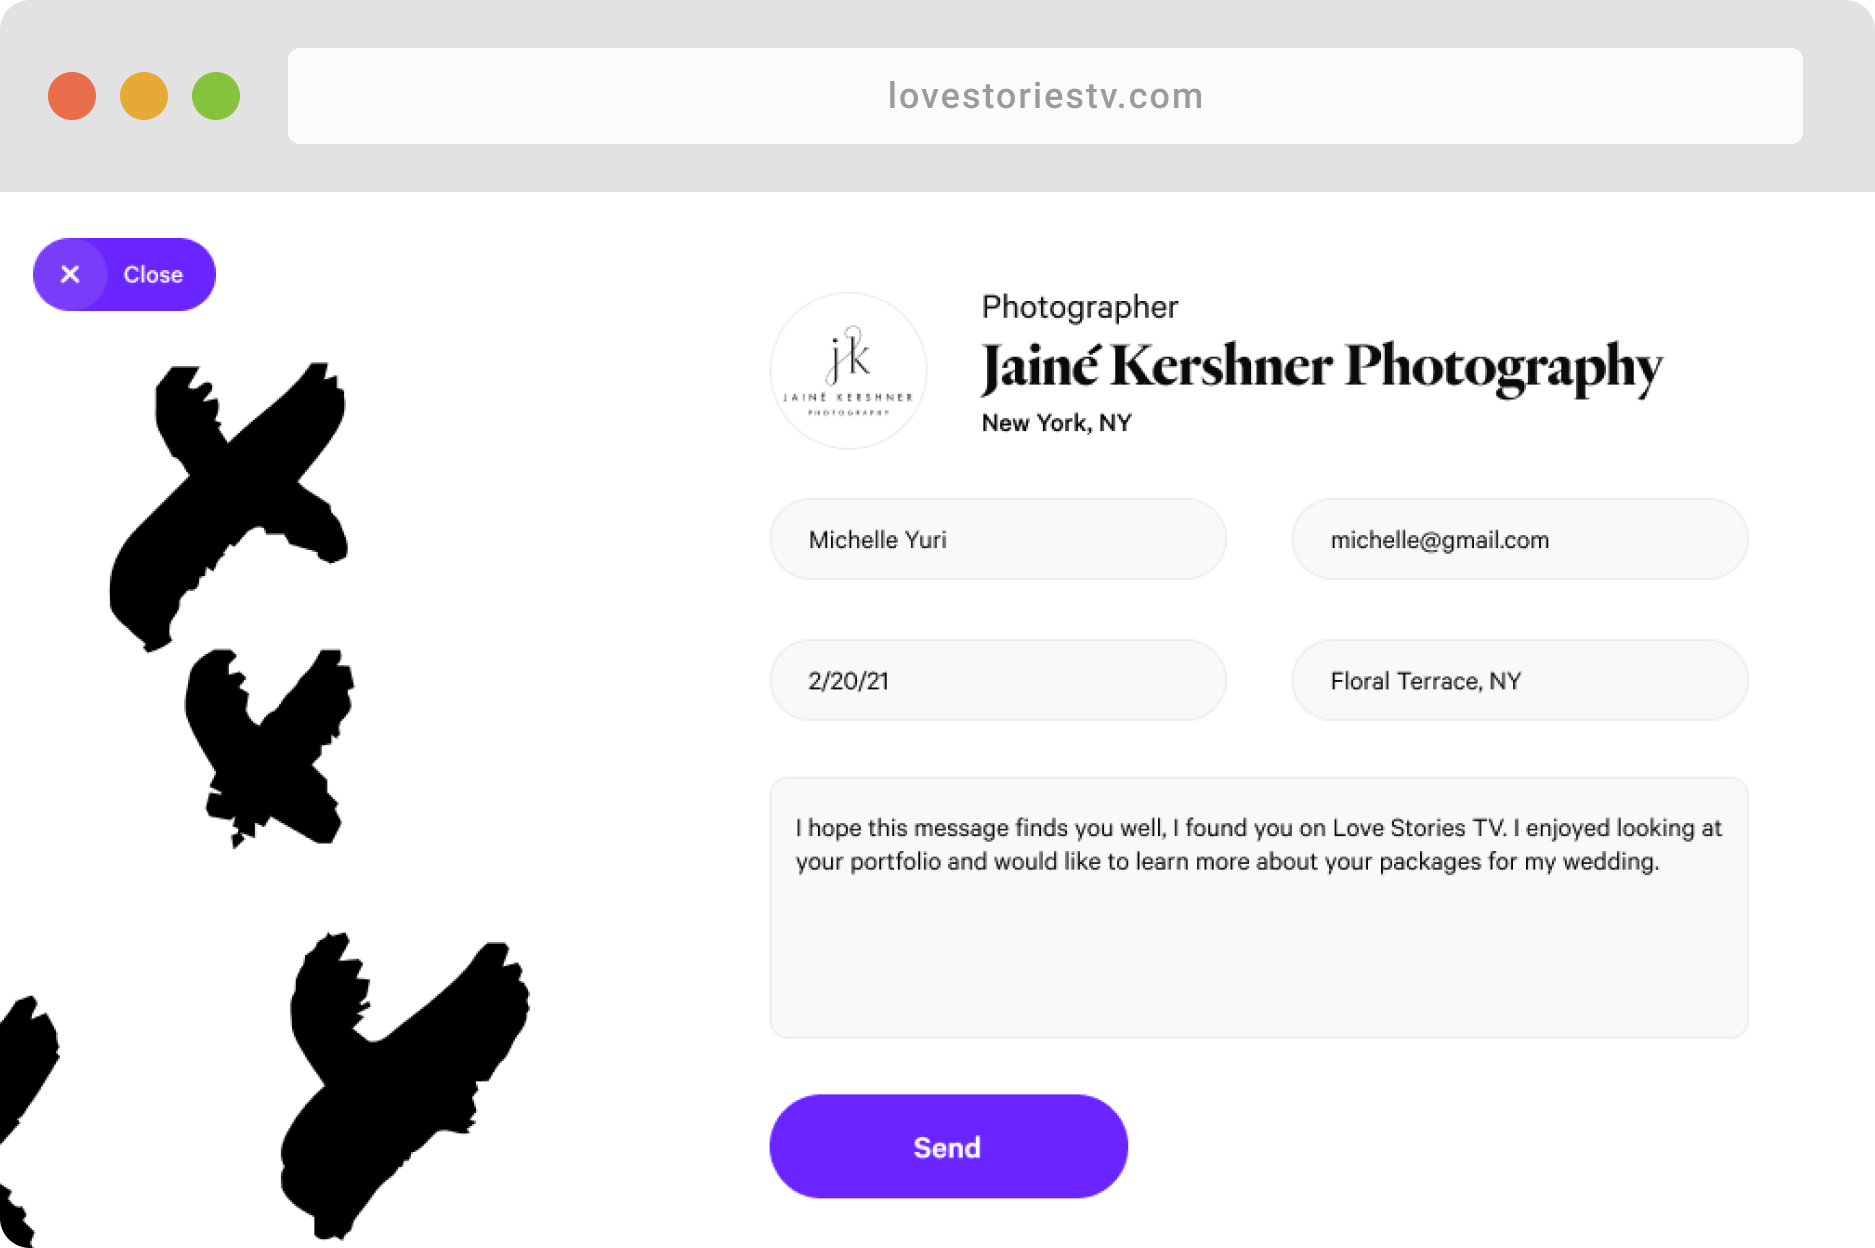 lovestoriestv.com
Close
Photographer
Jainé Kershner Photography
New York, NY
jk
JAINÉ KERSHNER
PHOTOGRAPHY
Michelle Yuri
michelle@gmail.com
2/20/21
Floral Terrace, NY
I hope this message finds you well, I found you on Love Stories TV. I enjoyed looking at
your portfolio and would like to learn more about your packages for my wedding.
Send